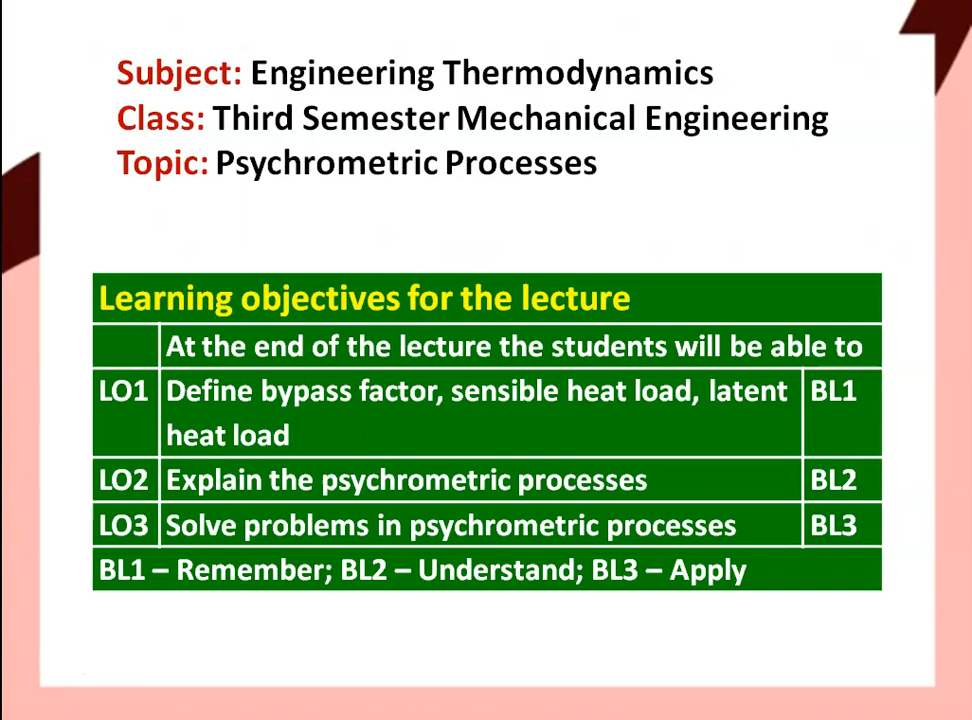 Subject: Engineering Thermodynamics
Class: Third Semester Mechanical Engineering
Topic: Psychrometric Processes
Learning objectives for the lecture
At the end of the lecture the students will be able to
LO1 Define bypass factor, sensible heat load, latent BL1
heat load
LO2 Explain the psychrometric processes BL2
LO3 Solve problems in psychrometric processes BL3
BL1 – Remember; BL2 – Understand; BL3 – Apply